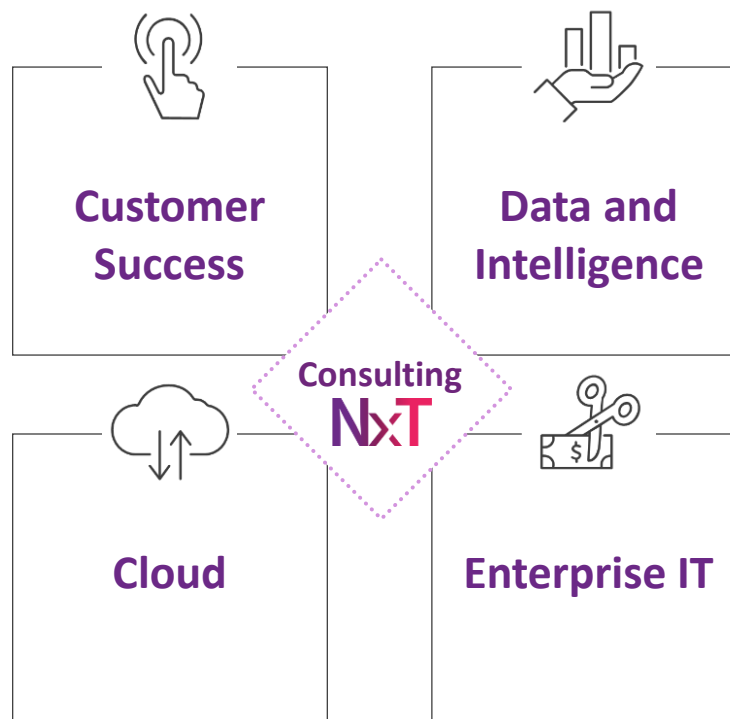 Customer
Success
Data and
Intelligence
Consulting
NxT
$
Cloud
Enterprise IT